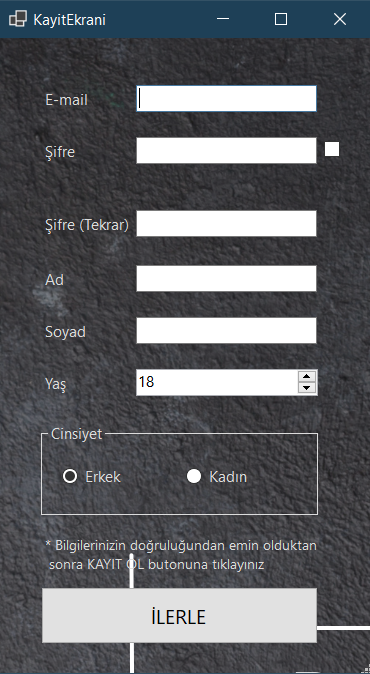 KayitEkrani
E-mail
Şifre
Şifre (Tekrar)
Ad
Soyad
Yaş
18
Cinsiyet
Erkek
Kadın
* Bilgilerinizin doğruluğundan emin olduktan
sonra KAYIT OL butonuna tıklayınız
İLERLE